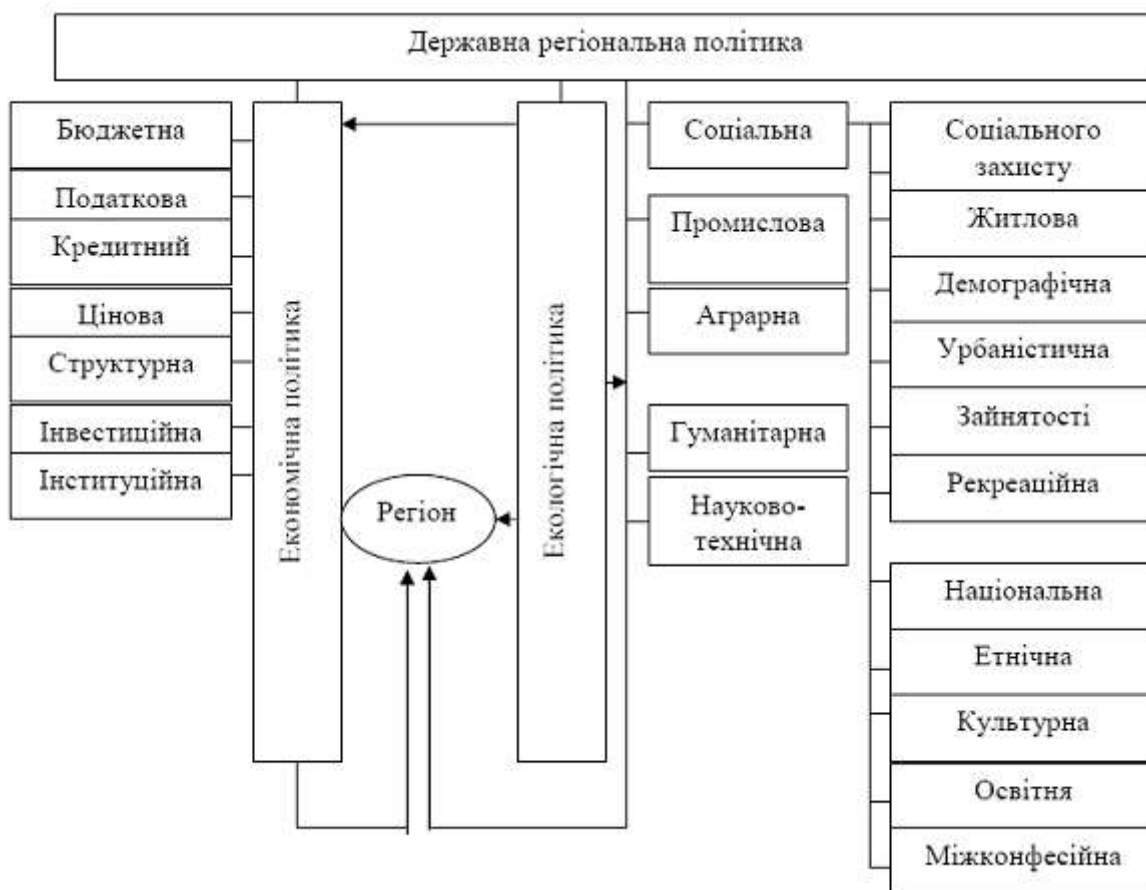 Державна регіональна політика
Бюджетна
Податкова
Кредитний
Цінова
Структурна
Інвестиційна
Інституційна
Економічна політика
Регіон
Екологічна політика
Соціальна
Промислова
Аграрна
Гуманітарна
Науково-
технічна
Соціального
захисту
Житлова
Демографічна
Урбаністична
Зайнятості
Рекреаційна
Національна
Етнічна
Культурна
Освітня
Міжконфесійна